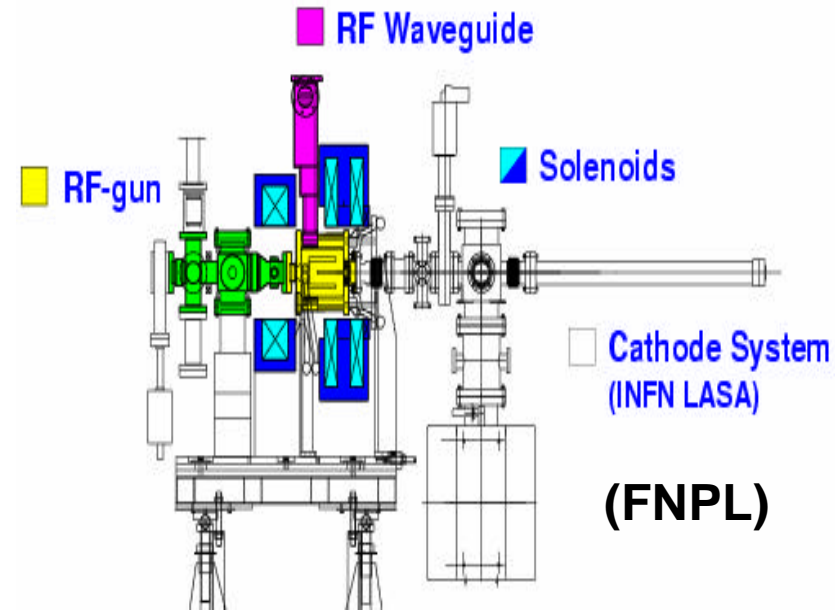 RF Waveguide
RF-gun
Solenoids
Cathode System
(INFN LASA)
(FNPL)